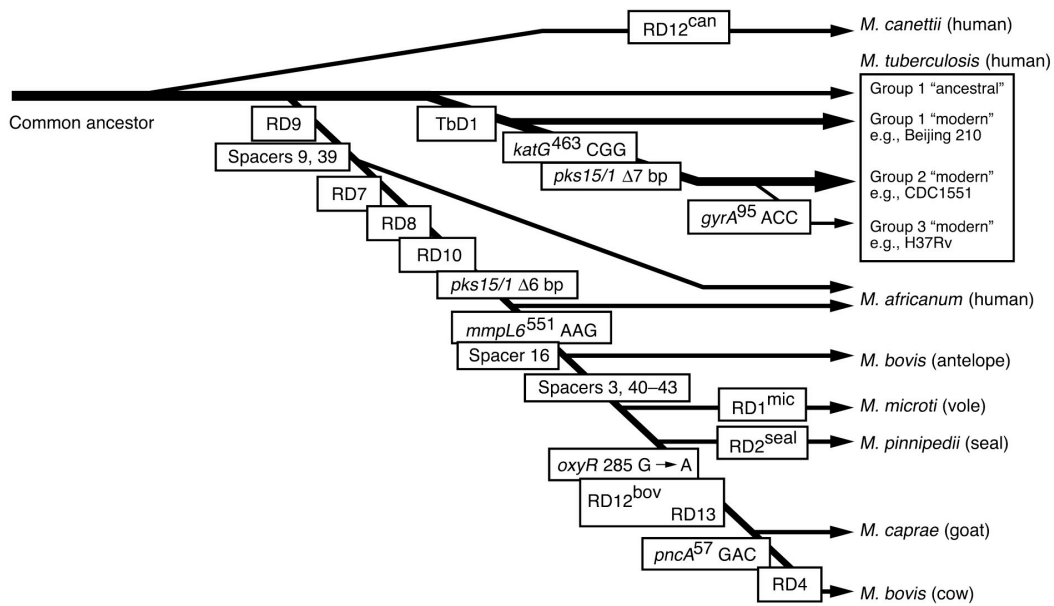 RD12can
M. canettii (human)
M. tuberculosis (human)
Group 1 “ancestral”
Common ancestor
RD9
TbD1
Group 1 “modern”
e.g., Beijing 210
Spacers 9, 39
katG463 CGG
pks15/1 Δ7 bp
Group 2 “modern”
e.g., CDC1551
RD7
RD8
gyrA95 ACC
Group 3 “modern”
e.g., H37Rv
RD10
pks15/1 Δ6 bp
M. africanum (human)
mmpL6551 AAG
Spacer 16
M. bovis (antelope)
Spacers 3, 40–43
RD1mic
M. microti (vole)
RD2seal
M. pinnipedii (seal)
oxyR 285 G → A
RD12bov
RD13
M. caprae (goat)
pncA57 GAC
RD4
M. bovis (cow)